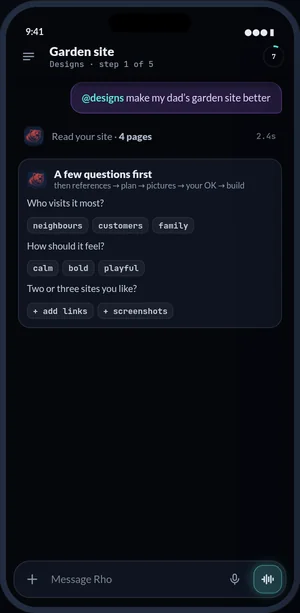 9:41
Garden site
Designs · step 1 of 5
7
@designs make my dad's garden site better
Read your site · 4 pages
2.4s
A few questions first
then references → plan → pictures → your OK → build
Who visits it most?
neighbours customers family
How should it feel?
calm bold playful
Two or three sites you like?
+ add links + screenshots
Message Rho